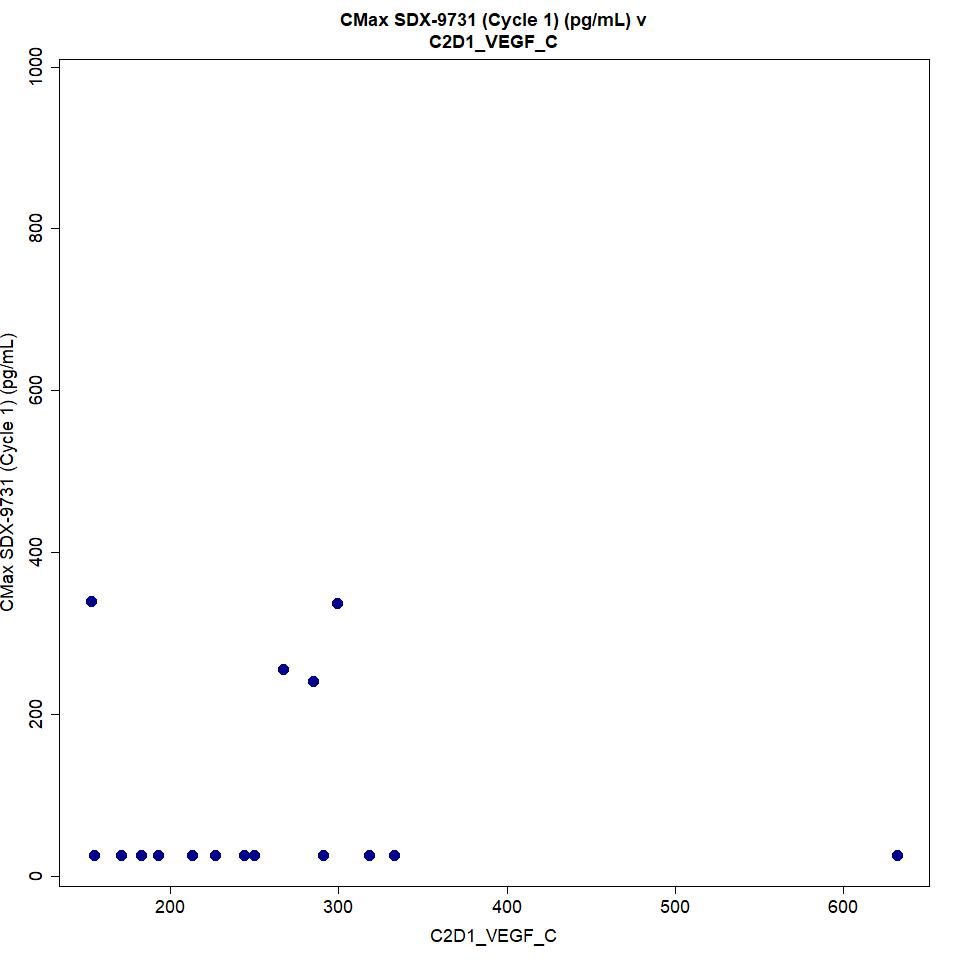 CMax SDX-9731 (Cycle 1) (pg/mL) v
C2D1_VEGF_C
1000
800
600
400
200
0
CMax SDX-9731 (Cycle 1) (pg/mL)
200 300 400 500 600
C2D1_VEGF_C